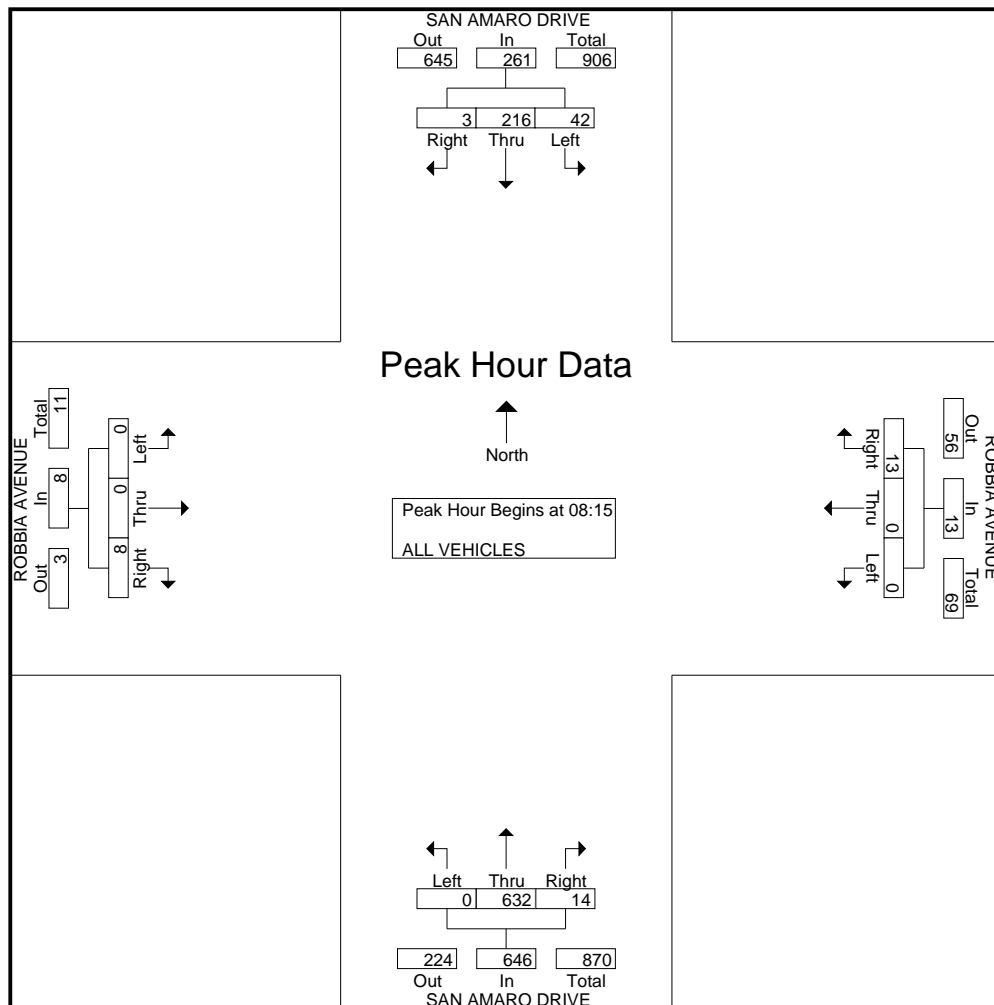 SAN AMARO DRIVE
Out In Total
645 261 906
3 216 42
Right Thru Left
Peak Hour Data
North
Peak Hour Begins at 08:15
ALL VEHICLES
ROBBIA AVENUE
Total In Out
11 8 3
0 0 8
Left Thru Right
ROBBIA AVENUE
Out In Total
56 13 69
13 0 0
Right Thru Left
Left Thru Right
0 632 14
224 646 870
Out In Total
SAN AMARO DRIVE